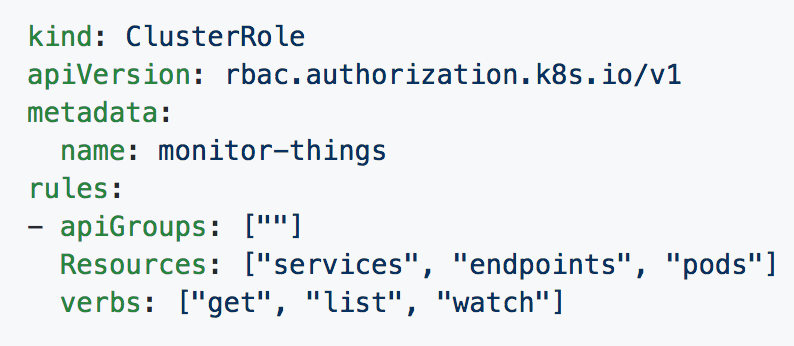 kind: ClusterRole
apiVersion: rbac.authorization.k8s.io/v1
metadata:
  name: monitor-things
rules:
- apiGroups: [""]
  Resources: ["services", "endpoints", "pods"]
  verbs: ["get", "list", "watch"]